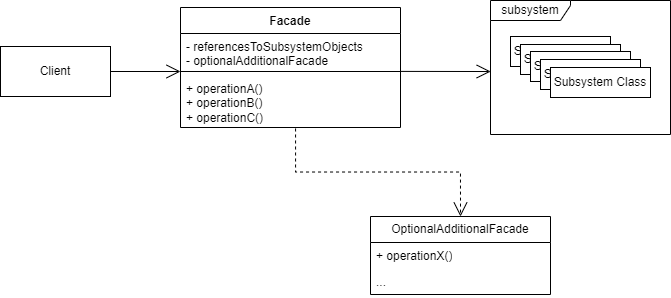 Facade
subsystem
- referencesToSubsystemObjects
- optionalAdditionalFacade
Client
S
S
S
S
Subsystem Class
+ operationA()
+ operationB()
+ operationC()
OptionalAdditionalFacade
+ operationX()
...